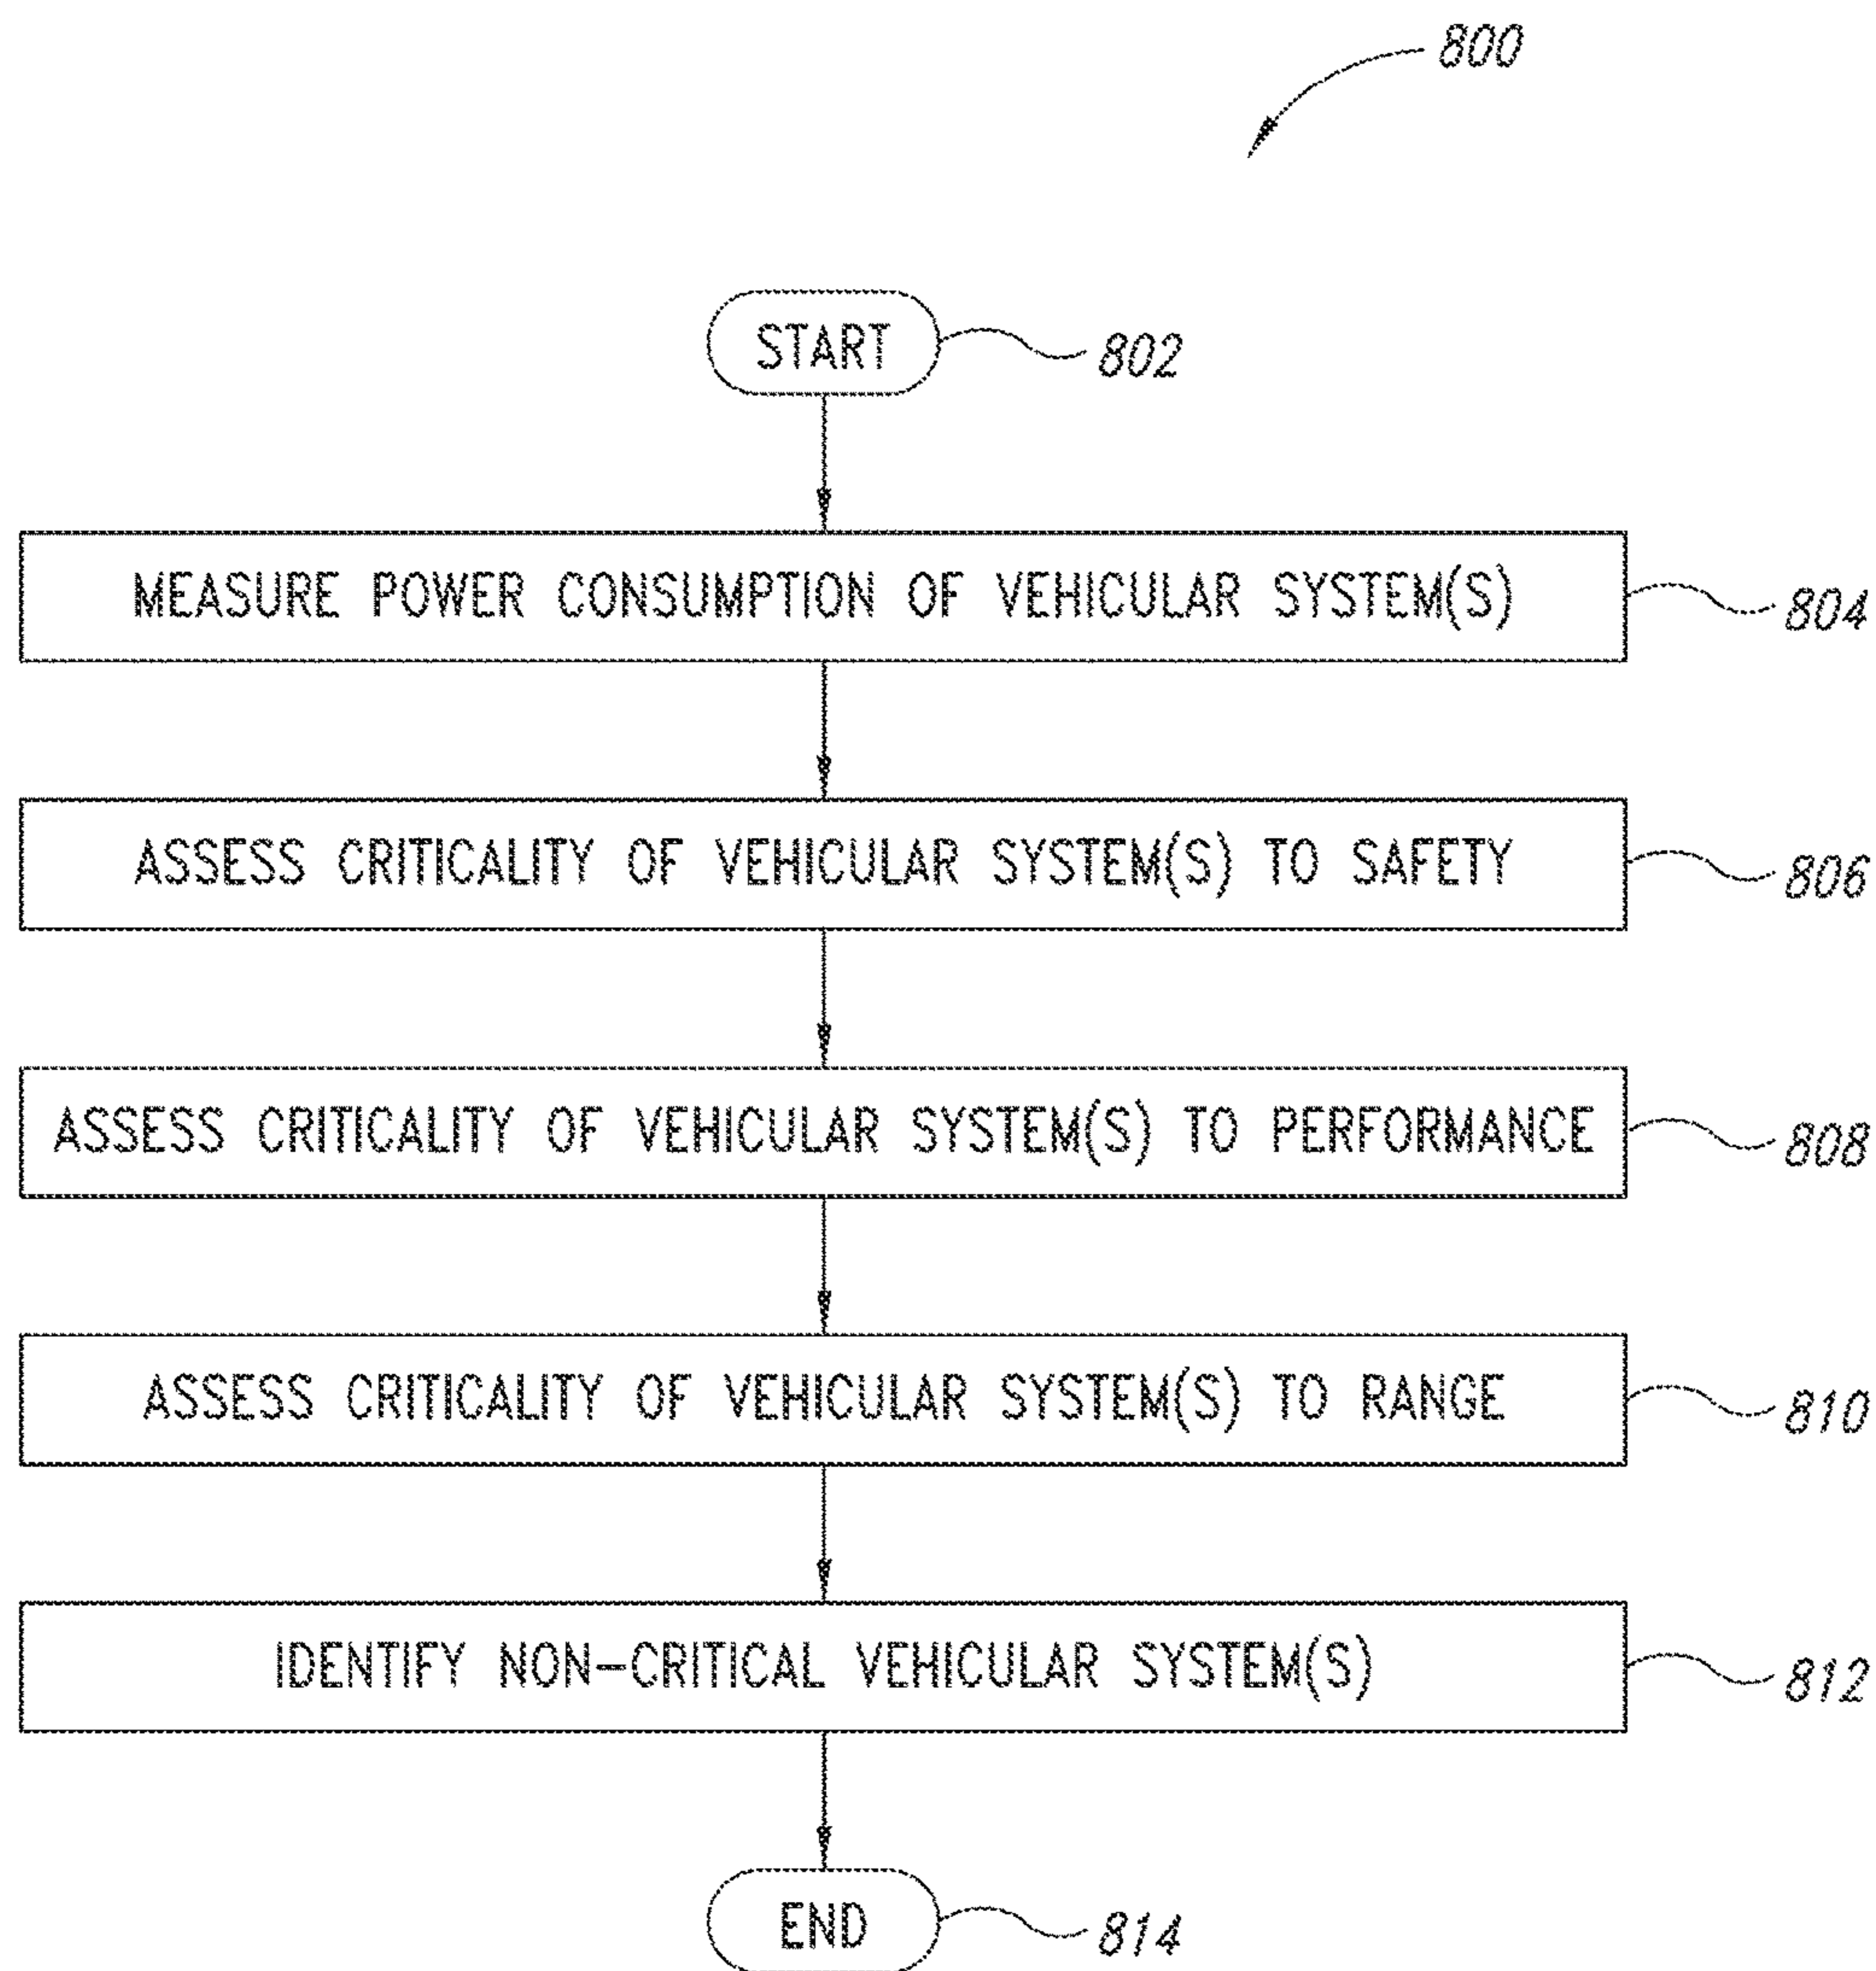 800
START
802
MEASURE POWER CONSUMPTION OF VEHICULAR SYSTEM(S)
804
ASSESS CRITICALITY OF VEHICULAR SYSTEM(S) TO SAFETY
806
ASSESS CRITICALITY OF VEHICULAR SYSTEM(S) TO PERFORMANCE
808
ASSESS CRITICALITY OF VEHICULAR SYSTEM(S) TO RANGE
810
IDENTIFY NON-CRITICAL VEHICULAR SYSTEM(S)
812
END
814